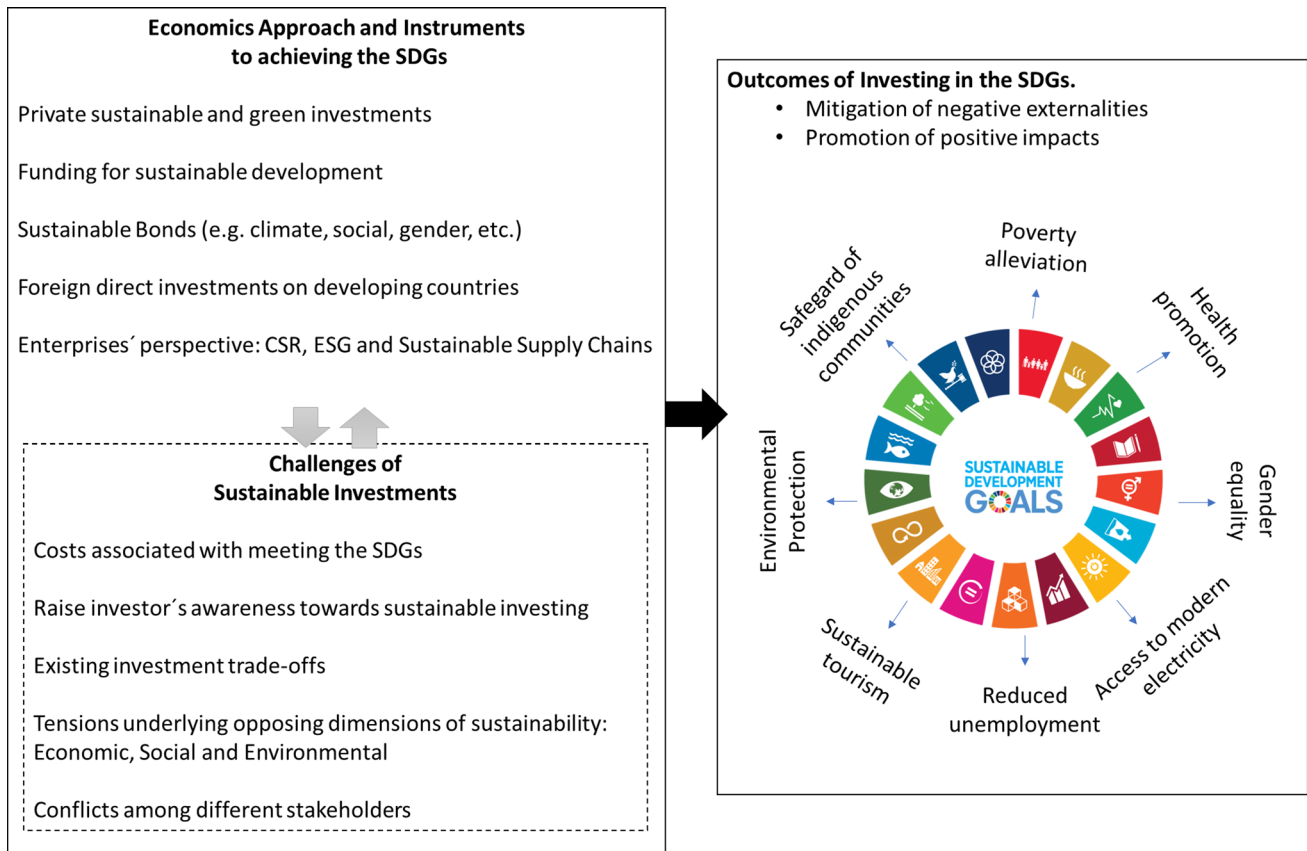 Economics Approach and Instruments
to achieving the SDGs
Private sustainable and green investments
Funding for sustainable development
Sustainable Bonds (e.g. climate, social, gender, etc.)
Foreign direct investments on developing countries
Enterprises´ perspective: CSR, ESG and Sustainable Supply Chains
Challenges of
Sustainable Investments
Costs associated with meeting the SDGs
Raise investor´s awareness towards sustainable investing
Existing investment trade-offs
Tensions underlying opposing dimensions of sustainability:
Economic, Social and Environmental
Conflicts among different stakeholders
Outcomes of Investing in the SDGs.
• Mitigation of negative externalities
• Promotion of positive impacts
Poverty
alleviation
Health
promotion
Gender
equality
Access to modern
electricity
Reduced
unemployment
Sustainable
tourism
Environmental
Protection
Safegard of
indigenous
communities
SUSTAINABLE
DEVELOPMENT
GOALS